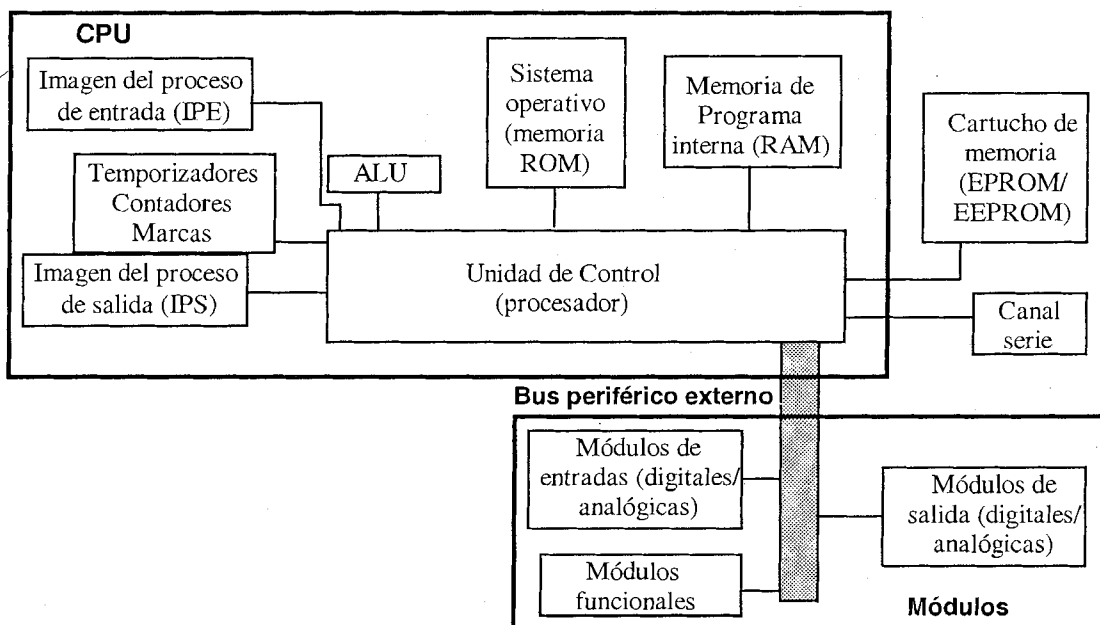 CPU
Imagen del proceso
de entrada (IPE)
Sistema
operativo
(memoria
ROM)
Memoria de
Programa
interna (RAM)
Cartucho de
memoria
(EPROM/
EEPROM)
ALU
Temporizadores
Contadores
Marcas
Imagen del proceso
de salida (IPS)
Unidad de Control
(procesador)
Canal
serie
Bus periférico externo
Módulos de
entradas (digitales/
analógicas)
Módulos de
salida (digitales/
analógicas)
Módulos
funcionales
Módulos